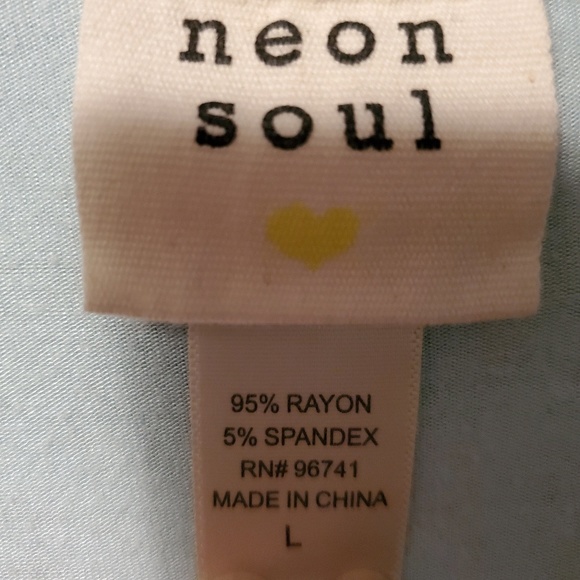 neon
soul
95% RAYON
5% SPANDEX
RN# 96741
MADE IN CHINA
L